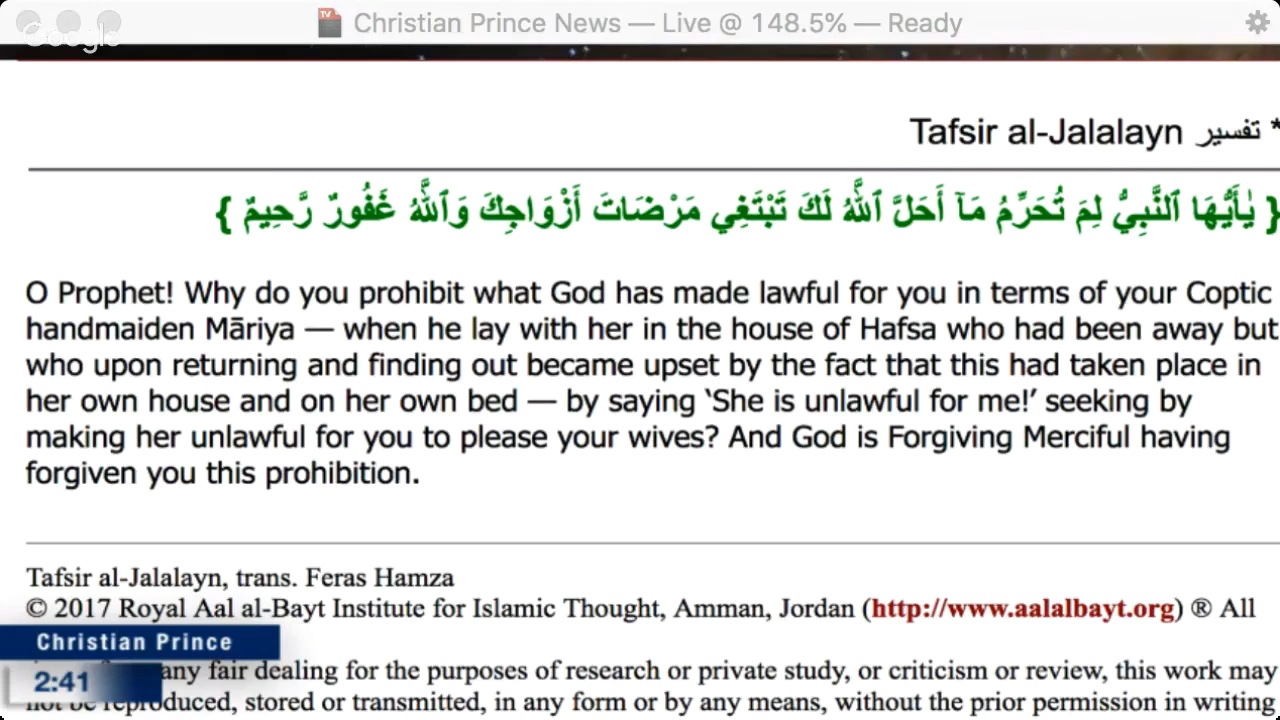 Google
Christian Prince News — Live @ 148.5% — Ready
Tafsir al-Jalalayn تفسير *
{ يٰأَيُّهَا ٱلنَّبِيُّ لِمَ تُحَرِّمُ مَآ أَحَلَّ ٱللَّهُ لَكَ تَبْتَغِي مَرْضَاتَ أَزْوَاجِكَ وَٱللَّهُ غَفُورٌ رَّحِيمٌ }
O Prophet! Why do you prohibit what God has made lawful for you in terms of your Coptic
handmaiden Māriya — when he lay with her in the house of Hafsa who had been away but
who upon returning and finding out became upset by the fact that this had taken place in
her own house and on her own bed — by saying ‘She is unlawful for me!’ seeking by
making her unlawful for you to please your wives? And God is Forgiving Merciful having
forgiven you this prohibition.
Tafsir al-Jalalayn, trans. Feras Hamza
© 2017 Royal Aal al-Bayt Institute for Islamic Thought, Amman, Jordan (http://www.aalalbayt.org) ® All
Christian Prince
any fair dealing for the purposes of research or private study, or criticism or review, this work may
2:41
not be reproduced, stored or transmitted, in any form or by any means, without the prior permission in writing